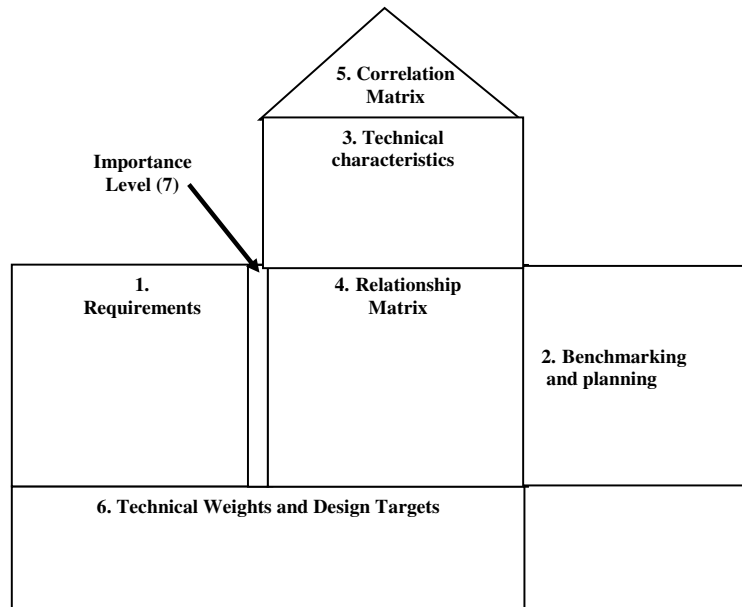 5. Correlation
Matrix
3. Technical
characteristics
Importance
Level (7)
1.
Requirements
4. Relationship
Matrix
2. Benchmarking
and planning
6. Technical Weights and Design Targets